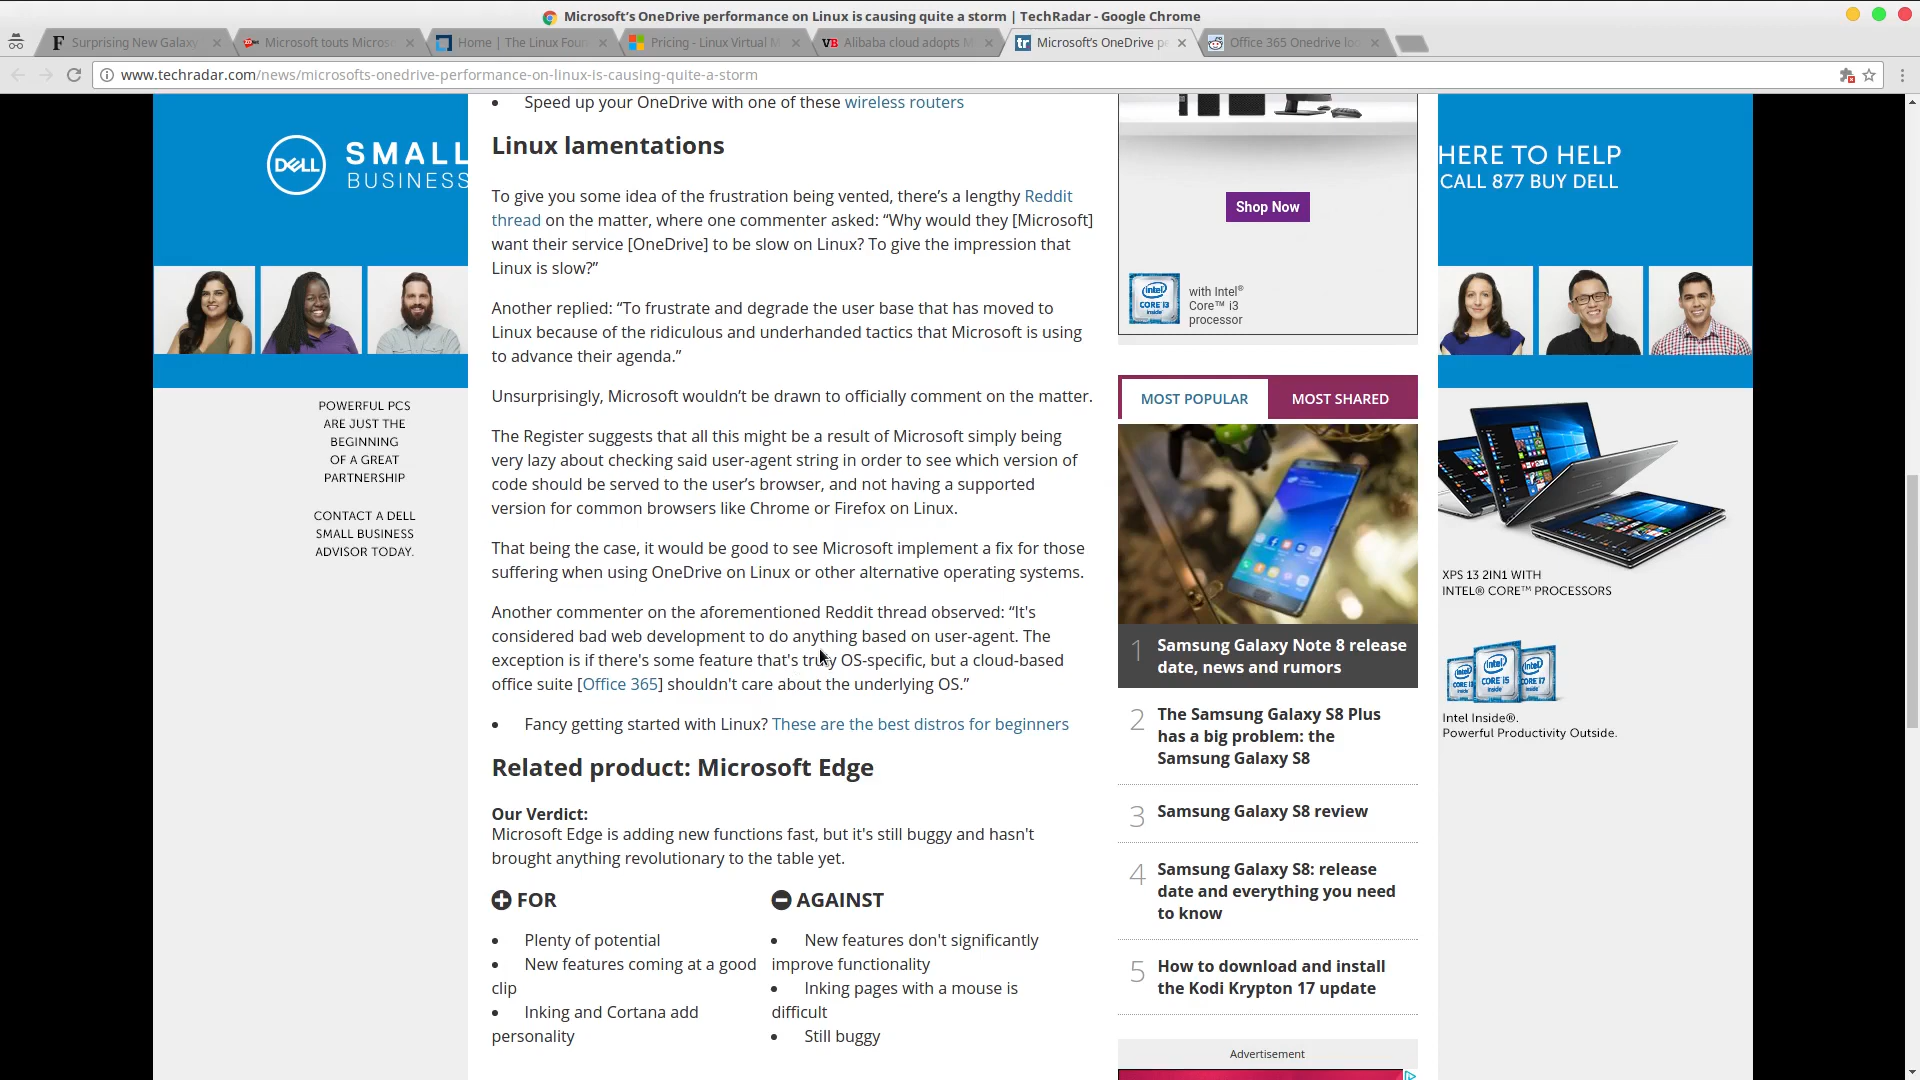 Microsoft's OneDrive performance on Linux is causing quite a storm | TechRadar - Google Chrome
Surprising New Galaxy
Microsoft touts Micros
Home | The Linux Foun
Pricing - Linux Virtual M
VB Alibaba cloud adopts M
tr Microsoft's OneDrive pe
Office 365 Onedrive loa
www.techradar.com/news/microsofts-onedrive-performance-on-linux-is-causing-quite-a-storm
DELL SMALL
BUSINESS
POWERFUL PCS
ARE JUST THE
BEGINNING
OF A GREAT
PARTNERSHIP
CONTACT A DELL
SMALL BUSINESS
ADVISOR TODAY.
• Speed up your OneDrive with one of these wireless routers
Linux lamentations
To give you some idea of the frustration being vented, there’s a lengthy Reddit
thread on the matter, where one commenter asked: “Why would they [Microsoft]
want their service [OneDrive] to be slow on Linux? To give the impression that
Linux is slow?”
Another replied: “To frustrate and degrade the user base that has moved to
Linux because of the ridiculous and underhanded tactics that Microsoft is using
to advance their agenda.”
Unsurprisingly, Microsoft wouldn’t be drawn to officially comment on the matter.
The Register suggests that all this might be a result of Microsoft simply being
very lazy about checking said user-agent string in order to see which version of
code should be served to the user’s browser, and not having a supported
version for common browsers like Chrome or Firefox on Linux.
That being the case, it would be good to see Microsoft implement a fix for those
suffering when using OneDrive on Linux or other alternative operating systems.
Another commenter on the aforementioned Reddit thread observed: “It's
considered bad web development to do anything based on user-agent. The
exception is if there's some feature that's truly OS-specific, but a cloud-based
office suite [Office 365] shouldn't care about the underlying OS.”
• Fancy getting started with Linux? These are the best distros for beginners
Related product: Microsoft Edge
Our Verdict:
Microsoft Edge is adding new functions fast, but it's still buggy and hasn't
brought anything revolutionary to the table yet.
FOR
• Plenty of potential
• New features coming at a good
clip
• Inking and Cortana add
personality
AGAINST
• New features don't significantly
improve functionality
• Inking pages with a mouse is
difficult
• Still buggy
Shop Now
intel
CORE i3
inside
with Intel®
Core™ i3
processor
MOST POPULAR
MOST SHARED
1 Samsung Galaxy Note 8 release
date, news and rumors
2 The Samsung Galaxy S8 Plus
has a big problem: the
Samsung Galaxy S8
3 Samsung Galaxy S8 review
4 Samsung Galaxy S8: release
date and everything you need
to know
5 How to download and install
the Kodi Krypton 17 update
Advertisement
HERE TO HELP
CALL 877 BUY DELL
XPS 13 2IN1 WITH
INTEL® CORE™ PROCESSORS
intel intel intel
CORE i3 CORE i5 CORE i7
inside inside inside
Intel Inside®.
Powerful Productivity Outside.